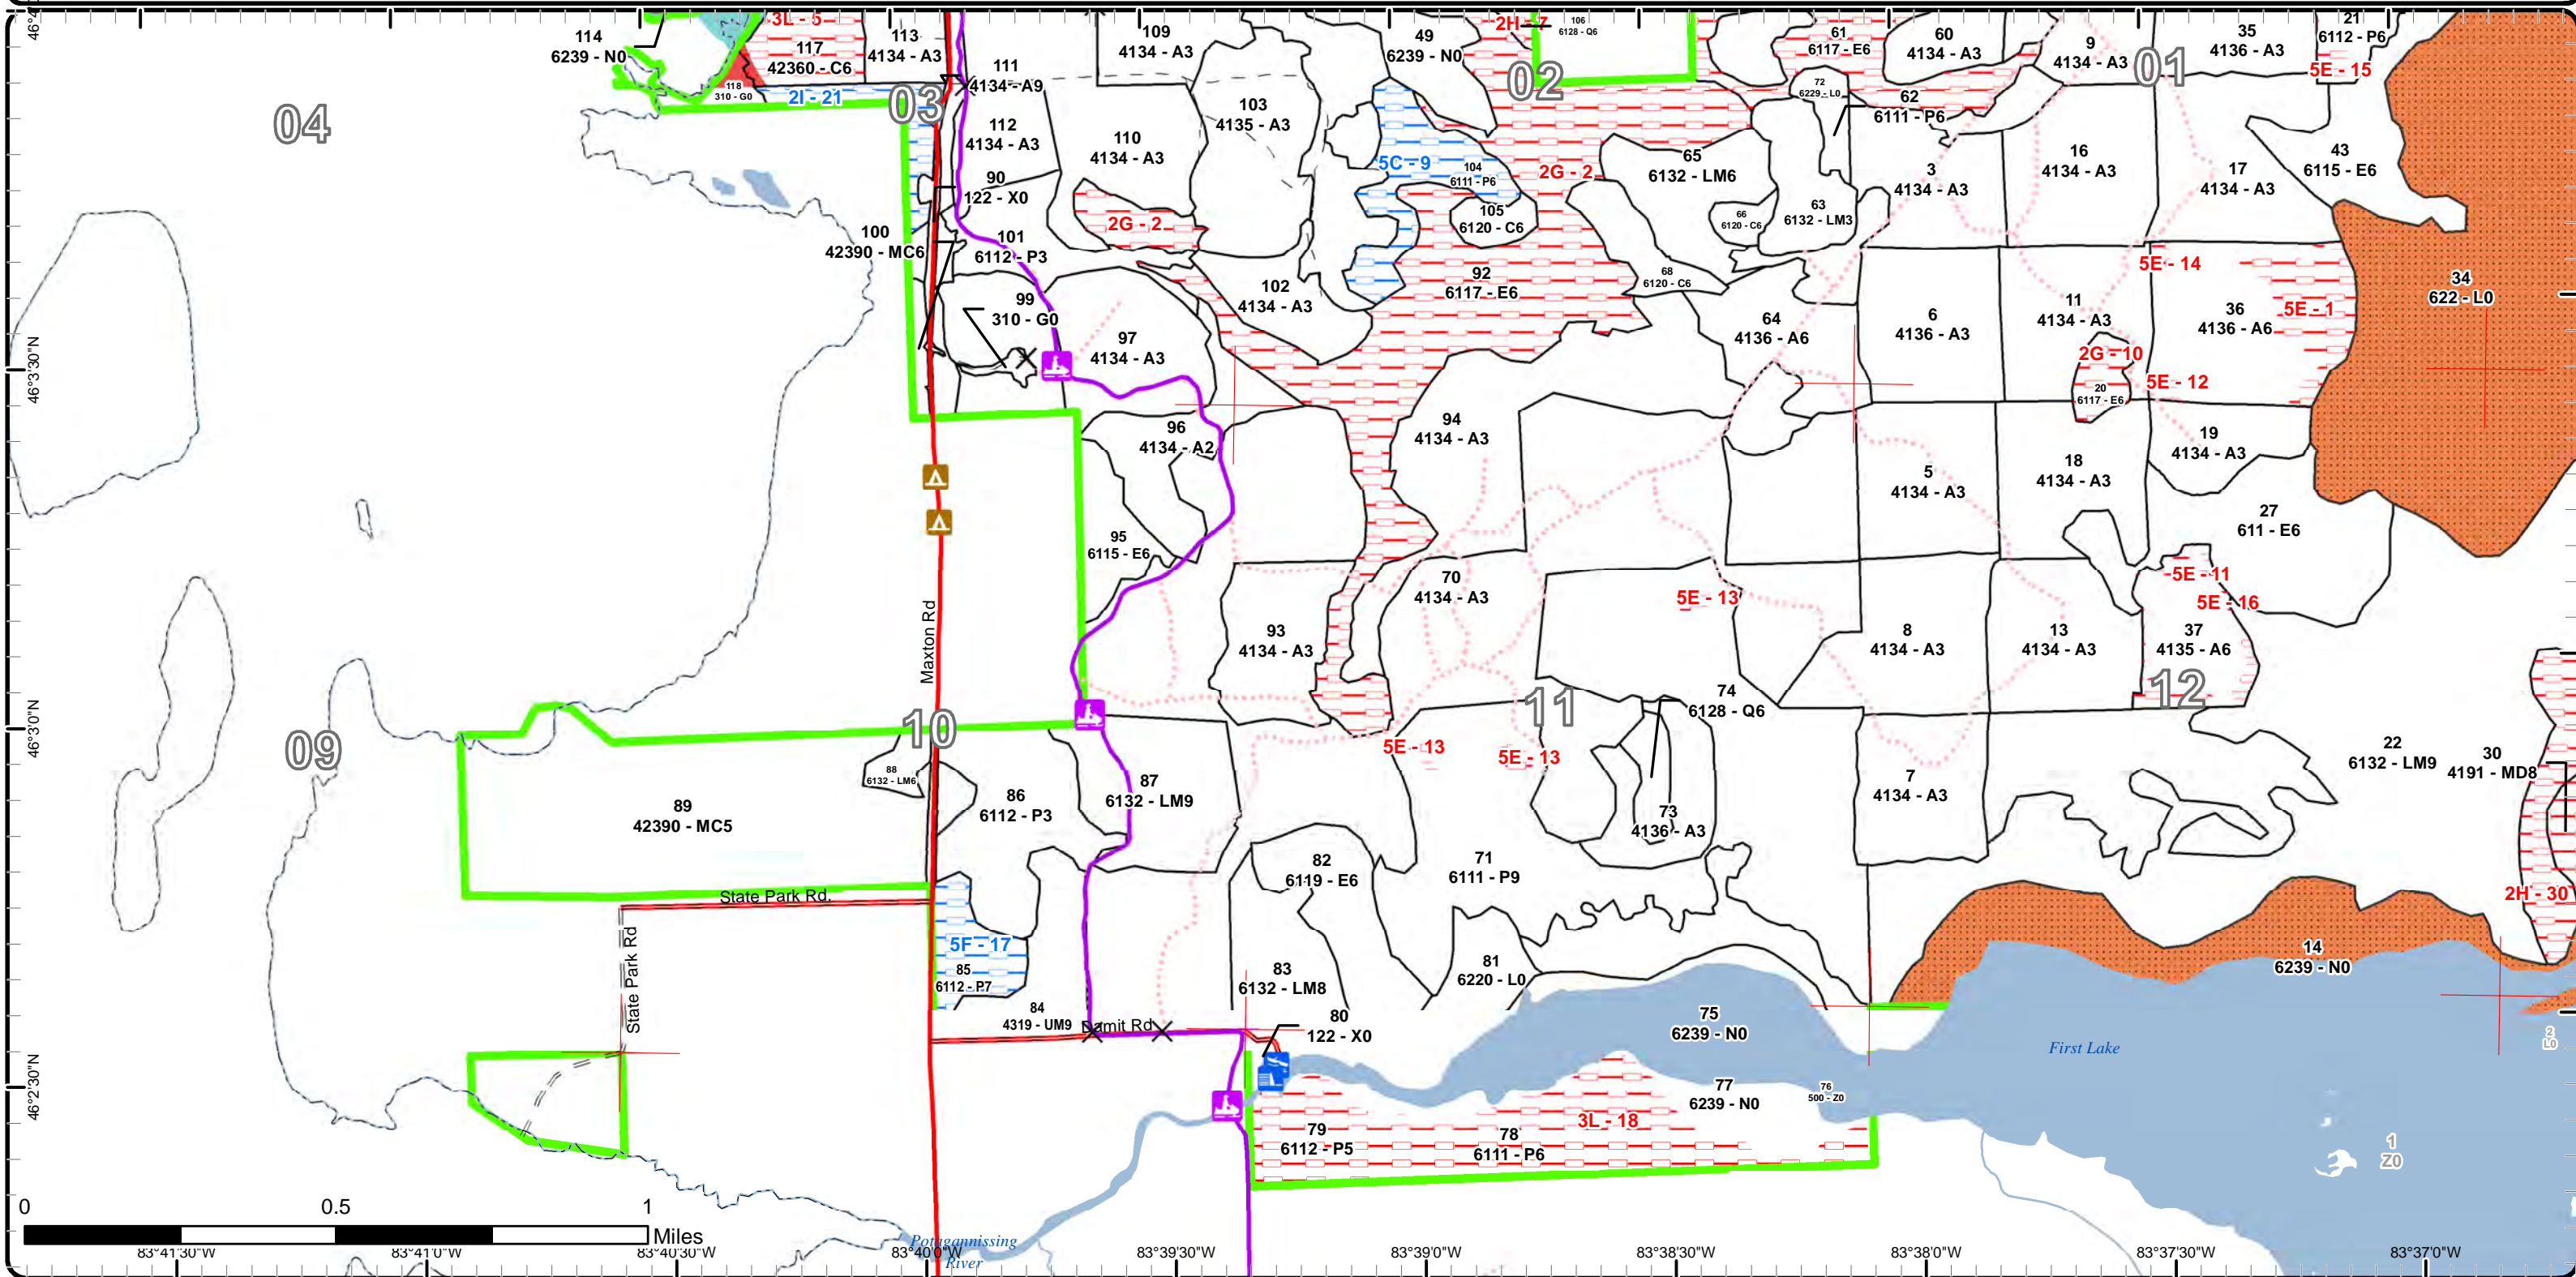 46°4'
114
6239 - N0
3L - 5
117
42360 - C6
113
4134 - A3
118
310 - G0
2I - 21
03
04
111
4134 - A9
109
4134 - A3
49
6239 - N0
2H - 7
106
6128 - Q6
02
61
6117 - E6
60
4134 - A3
9
4134 - A3
01
35
4136 - A3
21
6112 - P6
5E - 15
112
4134 - A3
110
4134 - A3
103
4135 - A3
72
6229 - L0
62
6111 - P6
90
122 - X0
5C - 9
104
6111 - P6
2G - 2
65
6132 - LM6
3
4134 - A3
16
4134 - A3
17
4134 - A3
43
6115 - E6
100
42390 - MC6
101
6112 - P3
2G - 2
105
6120 - C6
66
6120 - C6
63
6132 - LM3
99
310 - G0
102
4134 - A3
92
6117 - E6
68
6120 - C6
5E - 14
34
622 - L0
97
4134 - A3
64
4136 - A6
6
4136 - A3
11
4134 - A3
36
4136 - A6
5E - 1
46°3'30"N
2G - 10
20
6117 - E6
5E - 12
96
4134 - A2
94
4134 - A3
19
4134 - A3
5
4134 - A3
18
4134 - A3
27
611 - E6
95
6115 - E6
Maxton Rd
70
4134 - A3
5E - 13
5E - 11
5E - 16
93
4134 - A3
8
4134 - A3
13
4134 - A3
37
4135 - A6
46°3'0"N
09
10
11
12
74
6128 - Q6
5E - 13
5E - 13
88
6132 - LM6
86
6112 - P3
87
6132 - LM9
89
42390 - MC5
73
4136 - A3
7
4134 - A3
22
6132 - LM9
30
4191 - MD8
82
6119 - E6
71
6111 - P9
2H - 30
State Park Rd.
State Park Rd
5F - 17
85
6112 - P7
83
6132 - LM8
81
6220 - L0
14
6239 - N0
84
4319 - UM9
Damit Rd
80
122 - X0
75
6239 - N0
First Lake
2
L0
46°2'30"N
77
6239 - N0
76
500 - Z0
3L - 18
79
6112 - P5
78
6111 - P6
1
Z0
0 0.5 1
Miles
Potagannissing
River
83°41'30"W 83°41'0"W 83°40'30"W 83°40'0"W 83°39'30"W 83°39'0"W 83°38'30"W 83°38'0"W 83°37'30"W 83°37'0"W